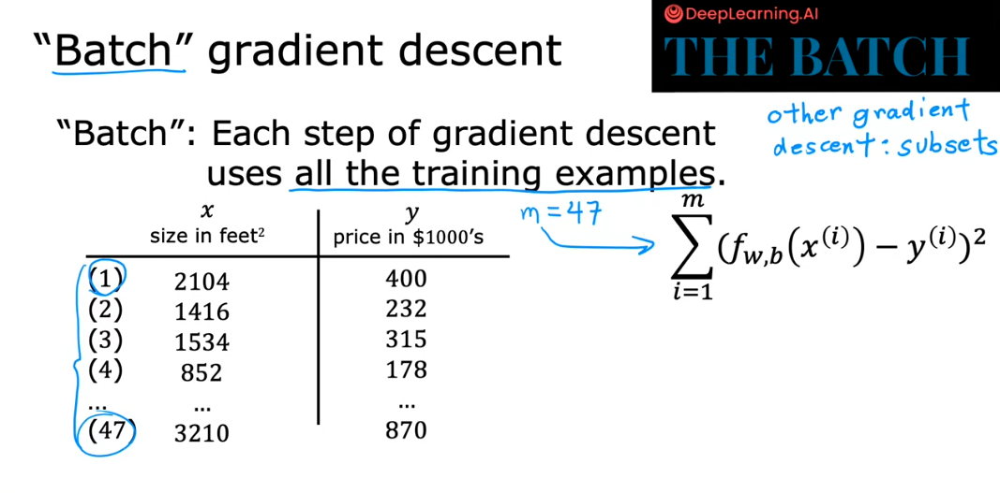 DeepLearning.AI
THE BATCH
“Batch” gradient descent
other gradient
descent: subsets
“Batch”: Each step of gradient descent
uses all the training examples.
x y
size in feet² price in $1000’s
m = 47
m
∑ (f_{w,b}(x^{(i)}) − y^{(i)})²
i=1
(1) 2104 400
(2) 1416 232
(3) 1534 315
(4) 852 178
... ... ...
(47) 3210 870